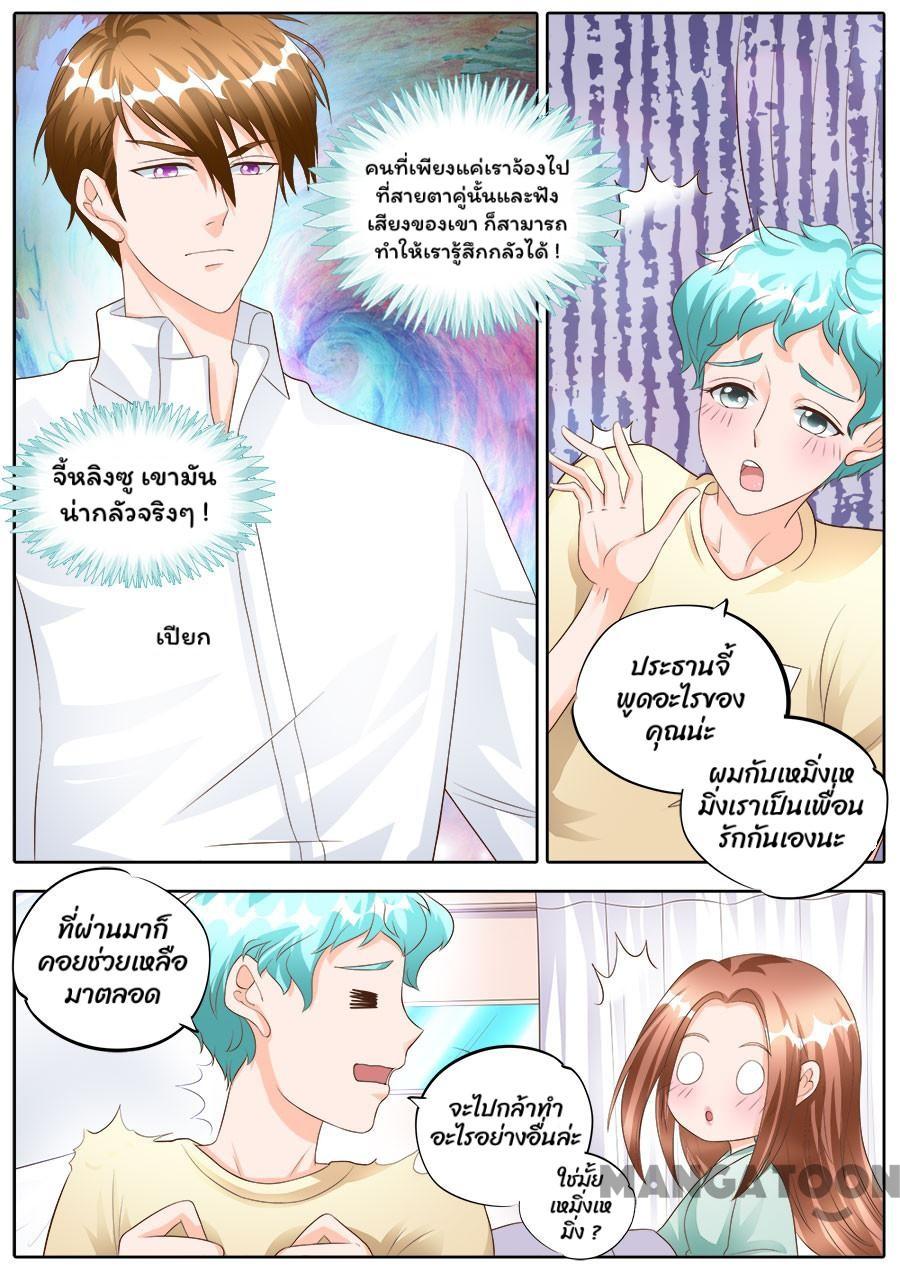 คนที่เพียงแค่เราจ้องไป
ที่สายตาคู่นั้นและฟัง
เสียงของเขา ก็สามารถ
ทำให้เรารู้สึกกลัวได้ !
จี้หลิงซู เขามัน
น่ากลัวจริงๆ !
เปียก
ประธานจี้
พูดอะไรของ
คุณน่ะ
ผมกับเหมิ่งเห
มิ่งเราเป็นเพื่อน
รักกันเองนะ
ที่ผ่านมาก็
คอยช่วยเหลือ
มาตลอด
จะไปกล้าทำ
อะไรอย่างอื่นล่ะ
ใช่มั้ย
เหมิ่งเห
มิ่ง ?
MANGATOON